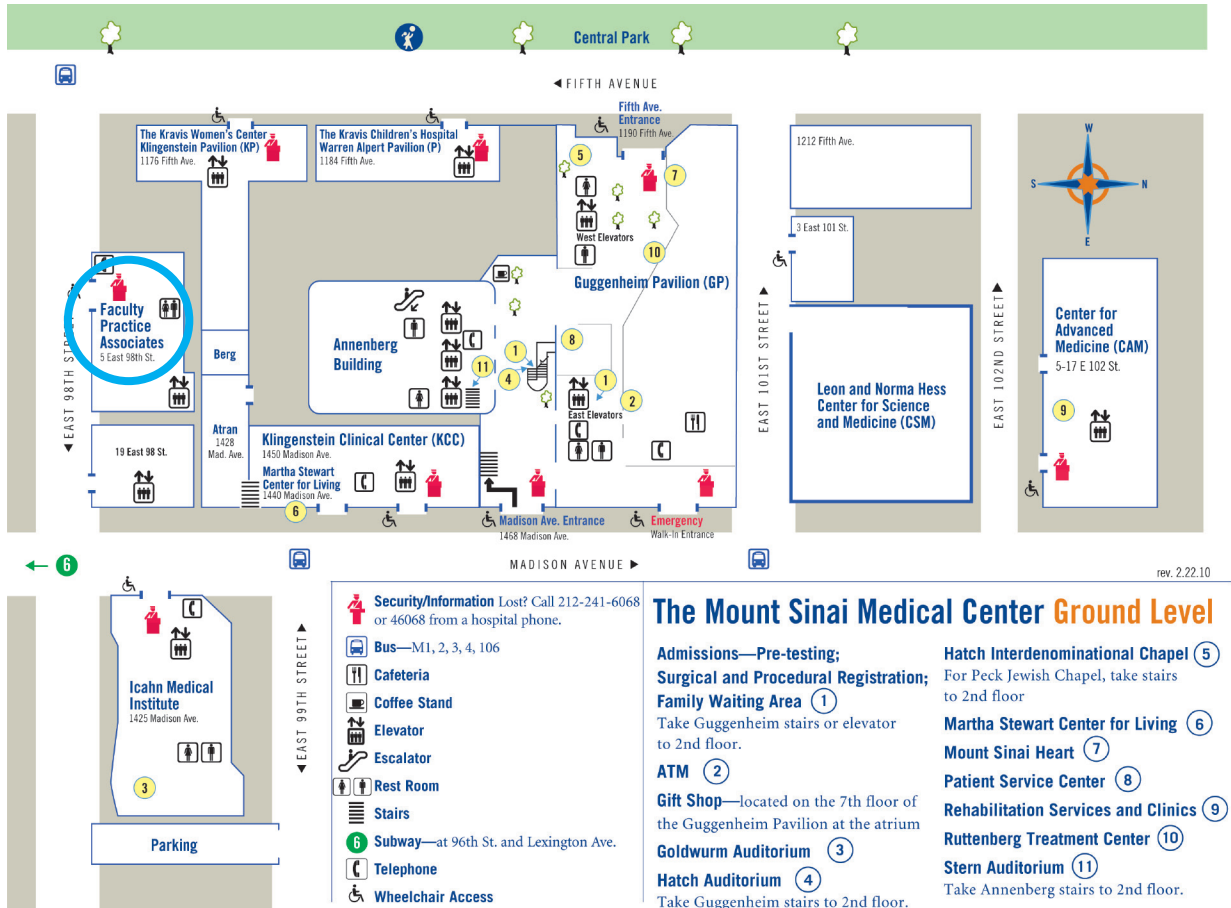 Central Park
◄ FIFTH AVENUE
Fifth Ave.
Entrance
1190 Fifth Ave.
The Kravis Women's Center
Klingenstein Pavilion (KP)
1176 Fifth Ave.
The Kravis Children's Hospital
Warren Alpert Pavilion (P)
1184 Fifth Ave.
5
7
West Elevators
10
Guggenheim Pavilion (GP)
1212 Fifth Ave.
3 East 101 St.
W
S
N
E
◄ EAST 98TH STREET
Faculty
Practice
Associates
5 East 98th St.
19 East 98 St.
Berg
Atran
1428
Mad. Ave.
Annenberg
Building
11
1
4
8
1
2
East Elevators
Klingenstein Clinical Center (KCC)
1450 Madison Ave.
Martha Stewart
Center for Living
1440 Madison Ave.
6
Madison Ave. Entrance
1468 Madison Ave.
Emergency
Walk-In Entrance
EAST 101ST STREET ►
Leon and Norma Hess
Center for Science
and Medicine (CSM)
EAST 102ND STREET ►
Center for
Advanced
Medicine (CAM)
5-17 E 102 St.
9
← 6
MADISON AVENUE ►
rev. 2.22.10
Icahn Medical
Institute
1425 Madison Ave.
3
Parking
◄ EAST 99TH STREET ►
Security/Information Lost? Call 212-241-6068
or 46068 from a hospital phone.
Bus—M1, 2, 3, 4, 106
Cafeteria
Coffee Stand
Elevator
Escalator
Rest Room
Stairs
6 Subway—at 96th St. and Lexington Ave.
Telephone
Wheelchair Access
The Mount Sinai Medical Center Ground Level
Admissions—Pre-testing;
Surgical and Procedural Registration;
Family Waiting Area 1
Take Guggenheim stairs or elevator
to 2nd floor.
ATM 2
Gift Shop—located on the 7th floor of
the Guggenheim Pavilion at the atrium
Goldwurm Auditorium 3
Hatch Auditorium 4
Take Guggenheim stairs to 2nd floor.
Hatch Interdenominational Chapel 5
For Peck Jewish Chapel, take stairs
to 2nd floor
Martha Stewart Center for Living 6
Mount Sinai Heart 7
Patient Service Center 8
Rehabilitation Services and Clinics 9
Ruttenberg Treatment Center 10
Stern Auditorium 11
Take Annenberg stairs to 2nd floor.